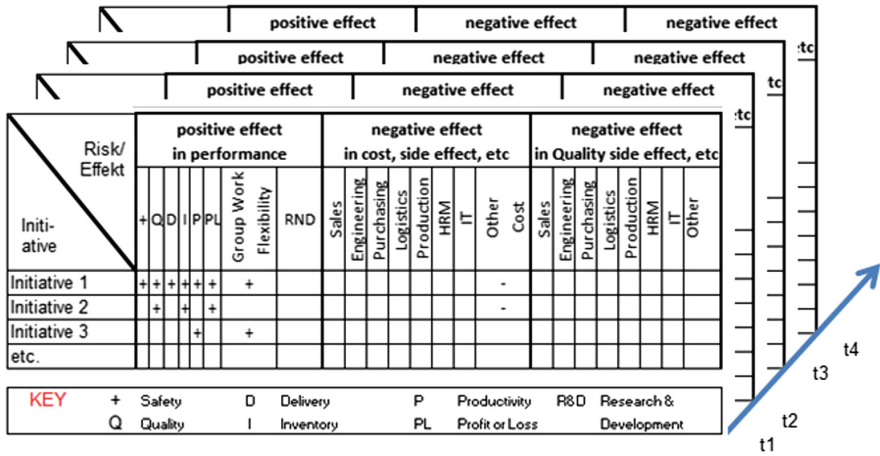 positive effect negative effect negative effect
positive effect negative effect negative effect etc
positive effect negative effect negative effect tc
etc
Risk/ Effekt
Initi- ative
positive effect in performance
negative effect in cost, side effect, etc
negative effect in Quality side effect, etc
+ Q D I P PL Group Work Flexibility RND Sales Engineering Purchasing Logistics Production HRM IT Other Cost Sales Engineering Purchasing Logistics Production HRM IT Other
Initiative 1 + + + + + + + -
Initiative 2 + + + -
Initiative 3 + +
etc.
KEY + Safety D Delivery P Productivity R&D Research &
Q Quality I Inventory PL Profit or Loss Development
t1
t2
t3
t4